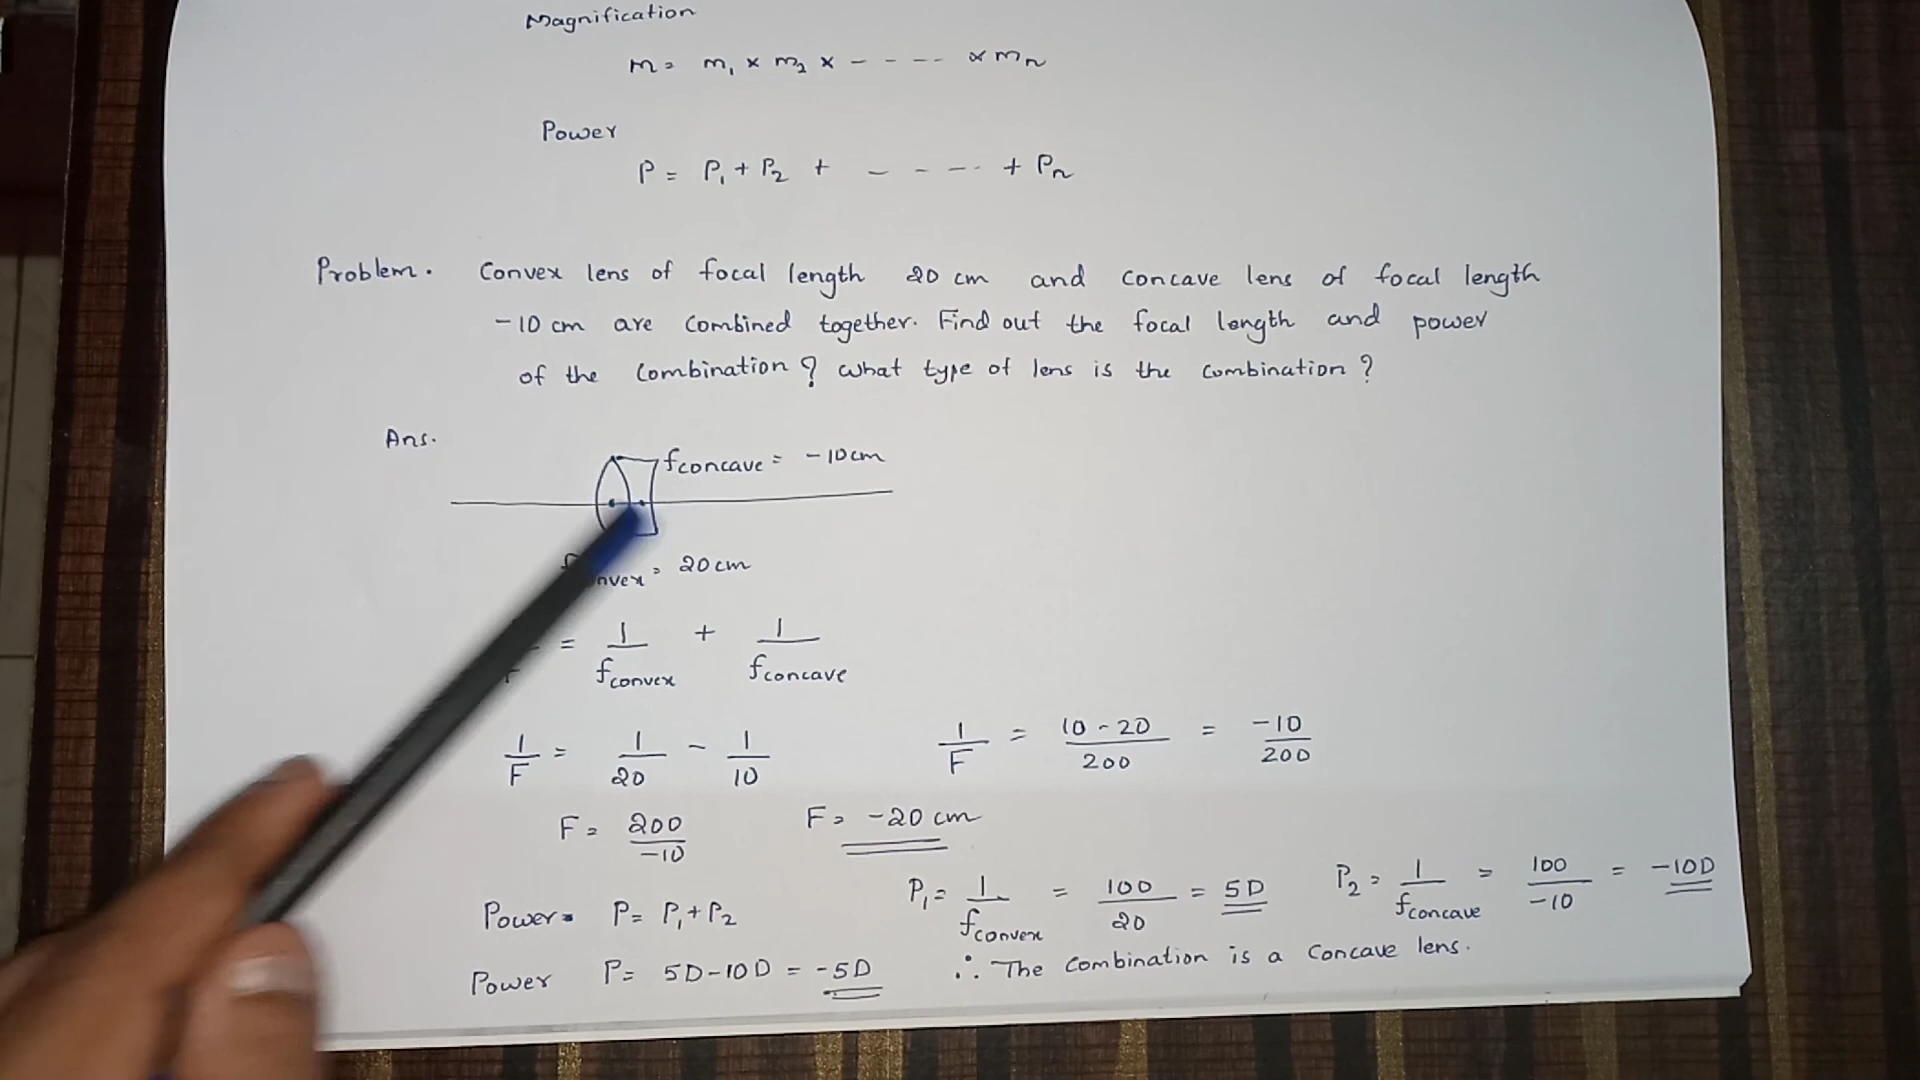 Magnification
m = m₁ × m₂ × - - - - - × mₙ
Power
P = P₁ + P₂ + - - - - + Pₙ
Problem. Convex lens of focal length 20 cm and concave lens of focal length
-10 cm are combined together. Find out the focal length and power
of the combination? What type of lens is the combination?
Ans.
fconcave = -10 cm
= 20 cm
= 1/fconvex + 1/fconcave
1/F = 1/20 - 1/10 1/F = 10-20/200 = -10/200
F = 200/-10 F = -20 cm
Power = P = P₁ + P₂ P₁ = 1/fconvex = 100/20 = 5D P₂ = 1/fconcave = 100/-10 = -10D
Power P = 5D-10D = -5D ∴ The combination is a concave lens.